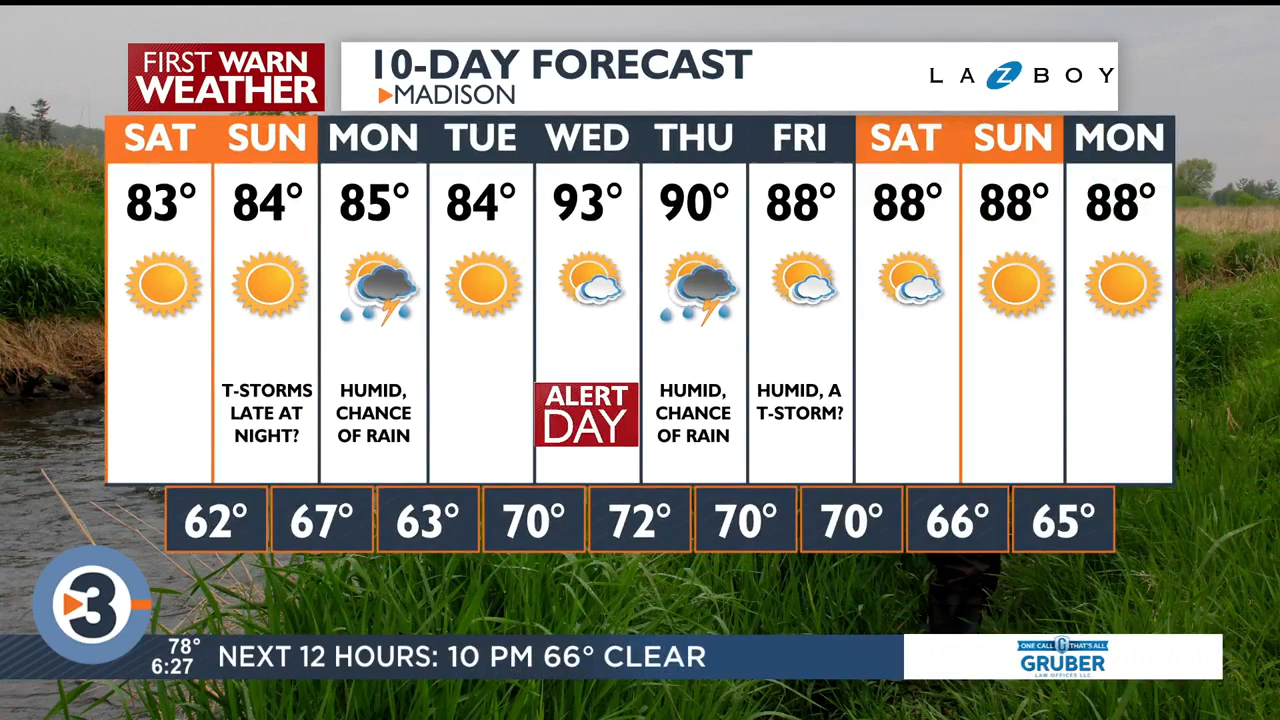 FIRST WARN
WEATHER
10-DAY FORECAST
MADISON
LAZBOY
SAT SUN MON TUE WED THU FRI SAT SUN MON
83° 84° 85° 84° 93° 90° 88° 88° 88° 88°
T-STORMS
LATE AT
NIGHT?
HUMID,
CHANCE
OF RAIN
ALERT
DAY
HUMID,
CHANCE
OF RAIN
HUMID, A
T-STORM?
62° 67° 63° 70° 72° 70° 70° 66° 65°
3
78°
6:27
NEXT 12 HOURS: 10 PM 66° CLEAR
ONE CALL G THAT'S ALL
GRUBER
LAW OFFICES LLC